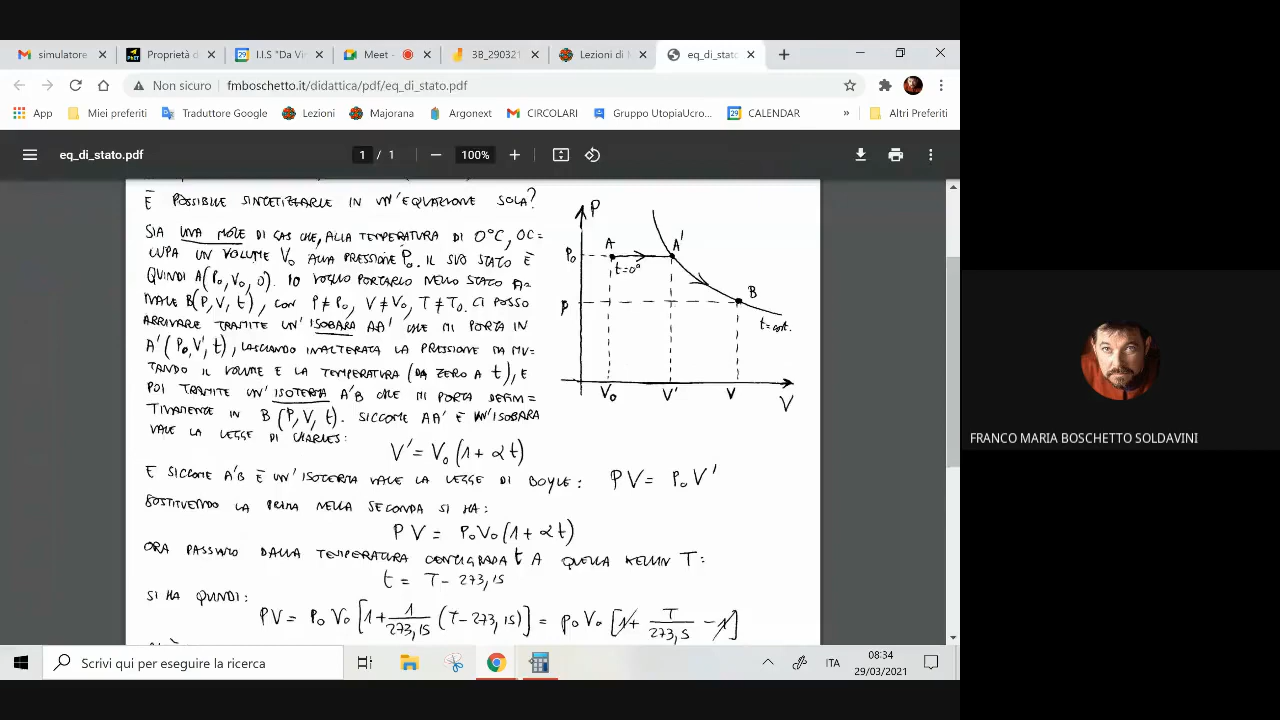 simulatore
Proprietà d
I.I.S "Da Vin
Meet -
3B_290321
Lezioni di M
eq_di_stato
Non sicuro
fmboschetto.it/didattica/pdf/eq_di_stato.pdf
App
Miei preferiti
Traduttore Google
Lezioni
Majorana
Argonext
CIRCOLARI
Gruppo UtopiaUcro...
CALENDAR
»
Altri Preferiti
eq_di_stato.pdf
1 / 1
100%
È POSSIBILE SINTETIZZARLE IN UN'EQUAZIONE SOLA?
SIA UNA MOLE DI GAS CHE, ALLA TEMPERATURA DI 0°C, OC=
CUPA UN VOLUME V₀ ALLA PRESSIONE P₀. IL SUO STATO È
QUINDI A(P₀, V₀, 0). IO VOGLIO PORTARLO NELLO STATO FI=
NALE B(P, V, t), CON P ≠ P₀, V ≠ V₀, T ≠ T₀. CI POSSO
ARRIVARE TRAMITE UN'ISOBARA AA' CHE MI PORTA IN
A'(P₀, V', t), LASCIANDO INALTERATA LA PRESSIONE MA MU=
TANDO IL VOLUME E LA TEMPERATURA (DA ZERO A t), E
POI TRAMITE UN'ISOTERMA A'B CHE MI PORTA DEFINI=
TIVAMENTE IN B (P, V, t). SICCOME AA' È UN'ISOBARA
VALE LA LEGGE DI CHARLES:
V' = V₀ (1 + αt)
E SICCOME A'B È UN'ISOTERMA VALE LA LEGGE DI BOYLE: PV = P₀V'
SOSTITUENDO LA PRIMA NELLA SECONDA SI HA:
PV = P₀V₀(1 + αt)
ORA PASSIAMO DALLA TEMPERATURA CENTIGRADA t A QUELLA KELVIN T:
t = T - 273,15
SI HA QUINDI:
PV = P₀ V₀ [1 + 1/273,15 (T - 273,15)] = P₀ V₀ [1 + T/273,15 - 1]
P
P₀
A
A'
t=0°
P
B
t=cost.
V₀
V'
V
V
Scrivi qui per eseguire la ricerca
ITA
08:34
29/03/2021
FRANCO MARIA BOSCHETTO SOLDAVINI